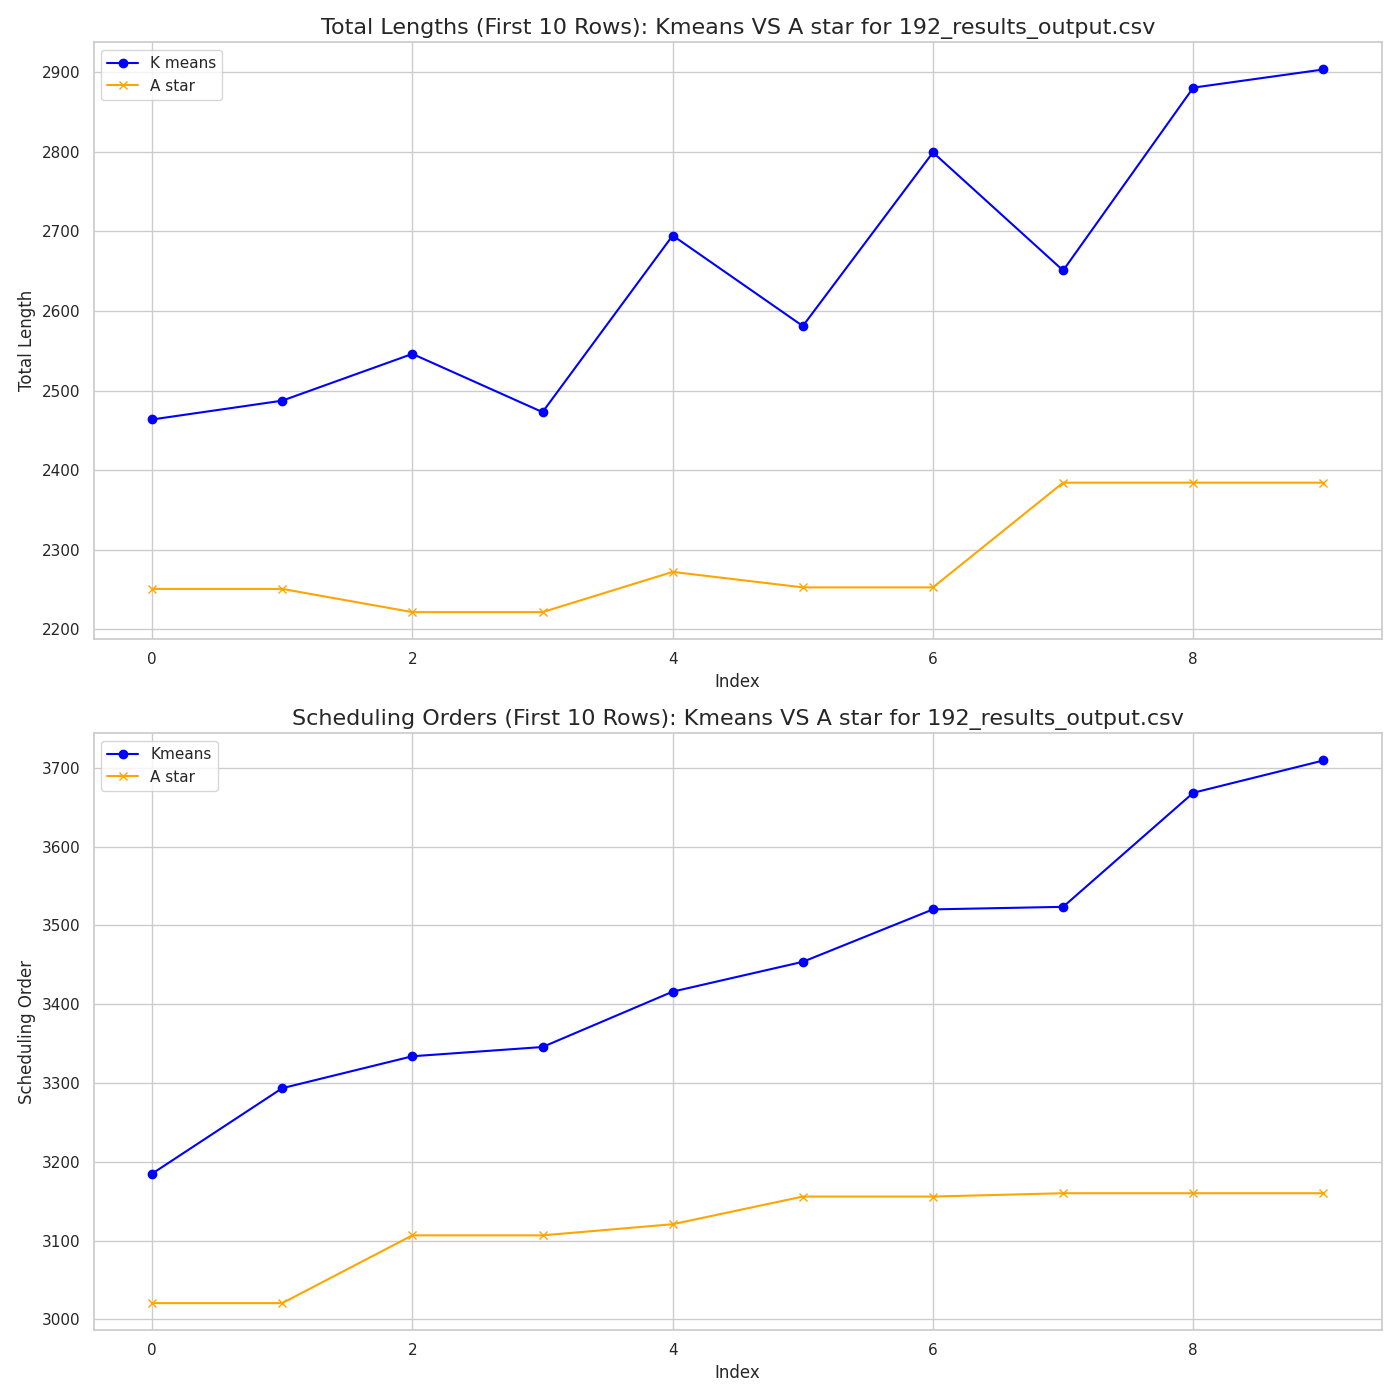 Total Lengths (First 10 Rows): Kmeans VS A star for 192_results_output.csv
K means
A star
2900
2800
2700
2600
2500
2400
2300
2200
Total Length
0 2 4 6 8
Index
Scheduling Orders (First 10 Rows): Kmeans VS A star for 192_results_output.csv
Kmeans
A star
3700
3600
3500
3400
3300
3200
3100
3000
Scheduling Order
0 2 4 6 8
Index